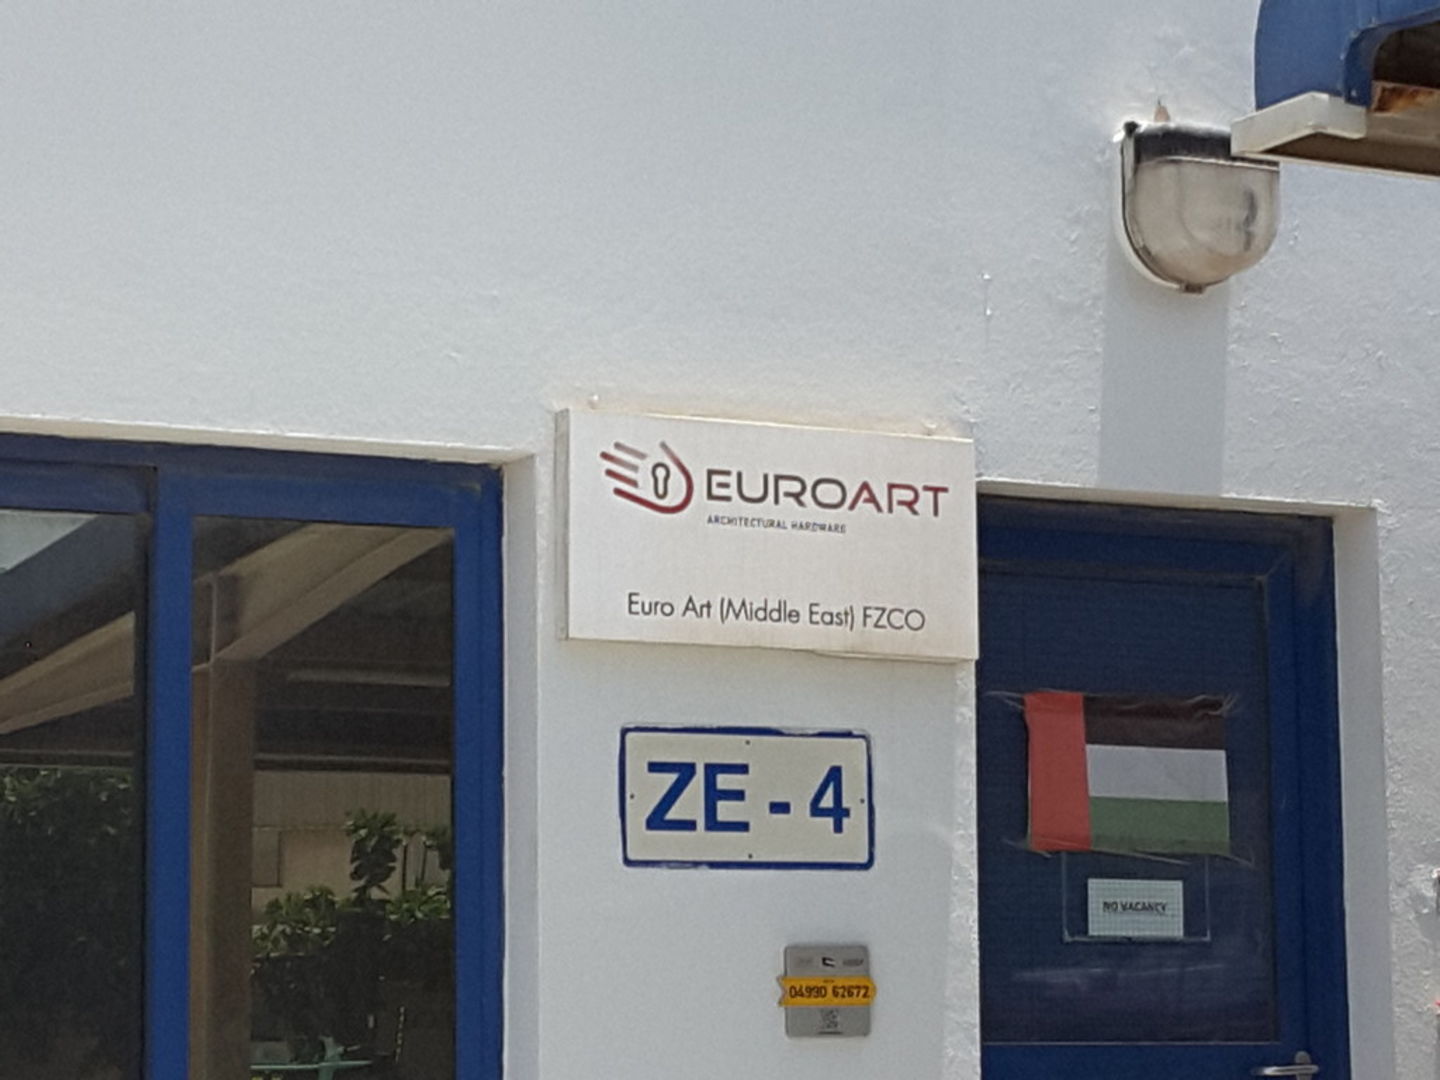 EUROART
ARCHITECTURAL HARDWARE
Euro Art (Middle East) FZCO
ZE - 4
NO VACANCY
04990 62672